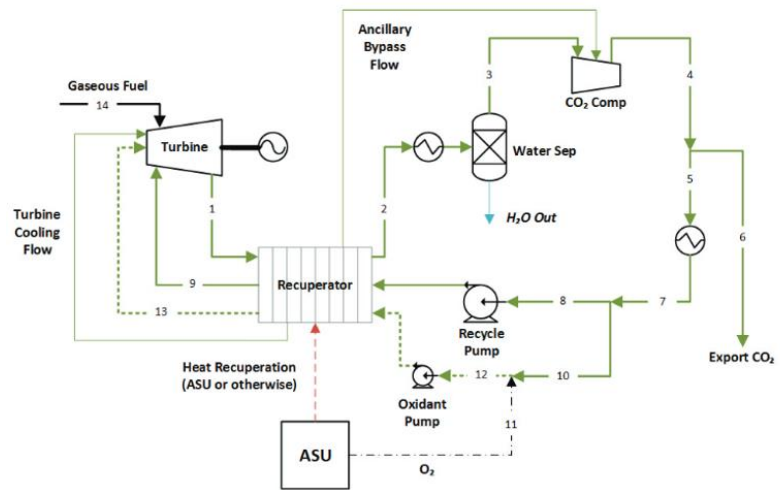 Ancillary
Bypass
Flow
3
4
CO₂ Comp
Gaseous Fuel
14
Turbine
Water Sep
1
2
5
Turbine
Cooling
Flow
H₂O Out
6
9
Recuperator
13
8
7
Recycle
Pump
Export CO₂
Heat Recuperation
(ASU or otherwise)
12
10
Oxidant
Pump
11
ASU
O₂